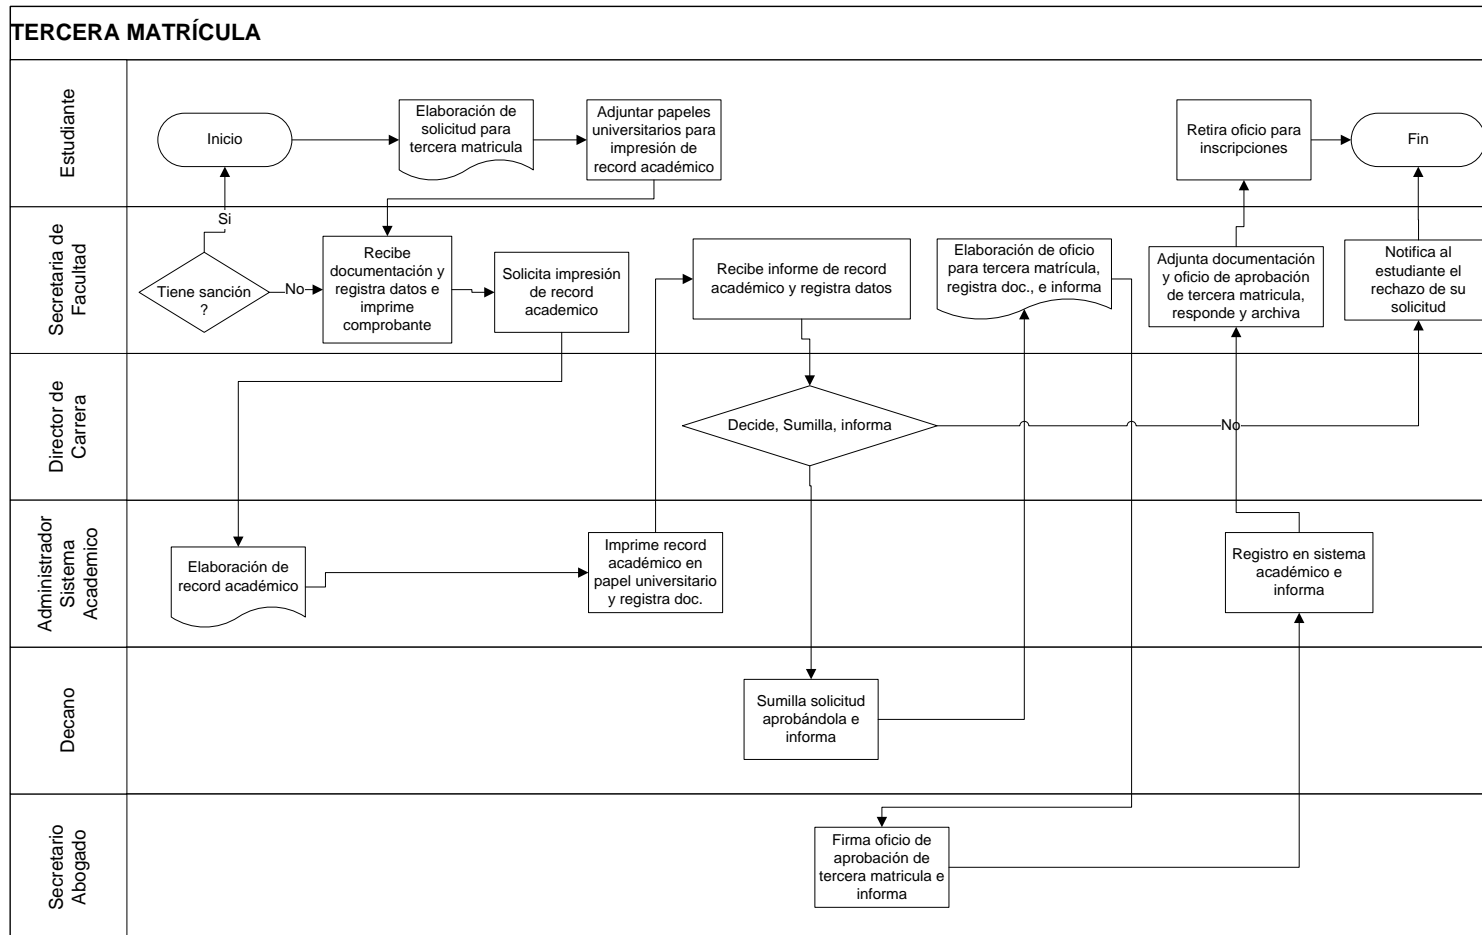 TERCERA MATRÍCULA
Estudiante
Inicio
Elaboración de
solicitud para
tercera matricula
Adjuntar papeles
universitarios para
impresión de
record académico
Retira oficio para
inscripciones
Fin
Secretaria de
Facultad
Si
Tiene sanción
?
No
Recibe
documentación y
registra datos e
imprime
comprobante
Solicita impresión
de record
academico
Recibe informe de record
académico y registra datos
Elaboración de oficio
para tercera matrícula,
registra doc., e informa
Adjunta documentación
y oficio de aprobación
de tercera matricula,
responde y archiva
Notifica al
estudiante el
rechazo de su
solicitud
Director de
Carrera
Decide, Sumilla, informa
No
Administrador
Sistema
Academico
Elaboración de
record académico
Imprime record
académico en
papel universitario
y registra doc.
Registro en sistema
académico e
informa
Decano
Sumilla solicitud
aprobándola e
informa
Secretario
Abogado
Firma oficio de
aprobación de
tercera matricula e
informa